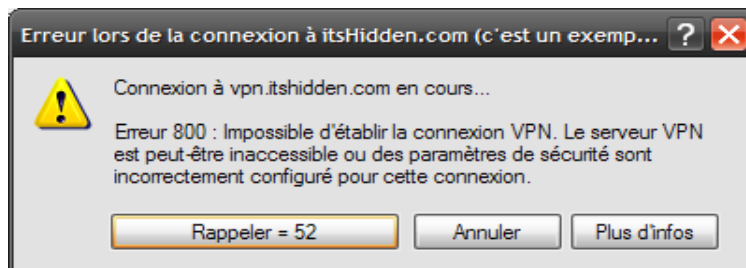 Erreur lors de la connexion à itsHidden.com (c'est un exemp... ?
Connexion à vpn.itshidden.com en cours...
Erreur 800 : Impossible d'établir la connexion VPN. Le serveur VPN
est peut-être inaccessible ou des paramètres de sécurité sont
incorrectement configuré pour cette connexion.
Rappeler = 52 Annuler Plus d'infos